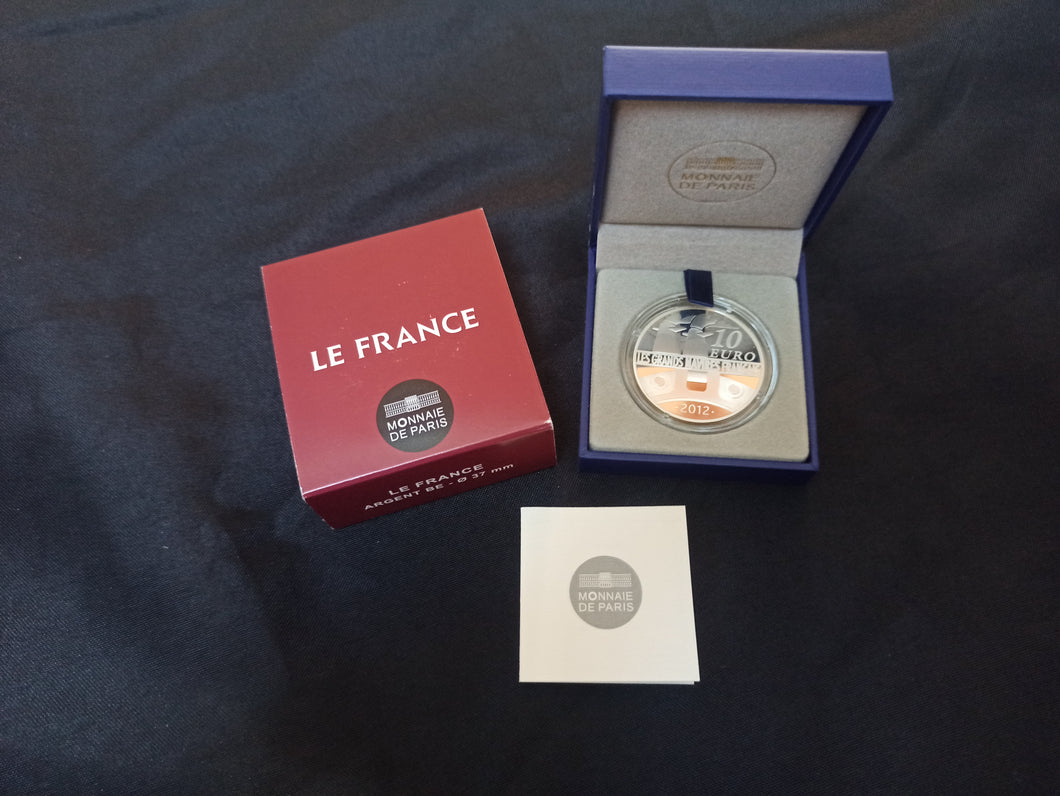 MONNAIE
DE PARIS
10
EURO
LES GRANDS NAVIRES FRANÇAIS
2012
LE FRANCE
MONNAIE
DE PARIS
LE FRANCE
ARGENT BE - Ø 37 mm
MONNAIE
DE PARIS